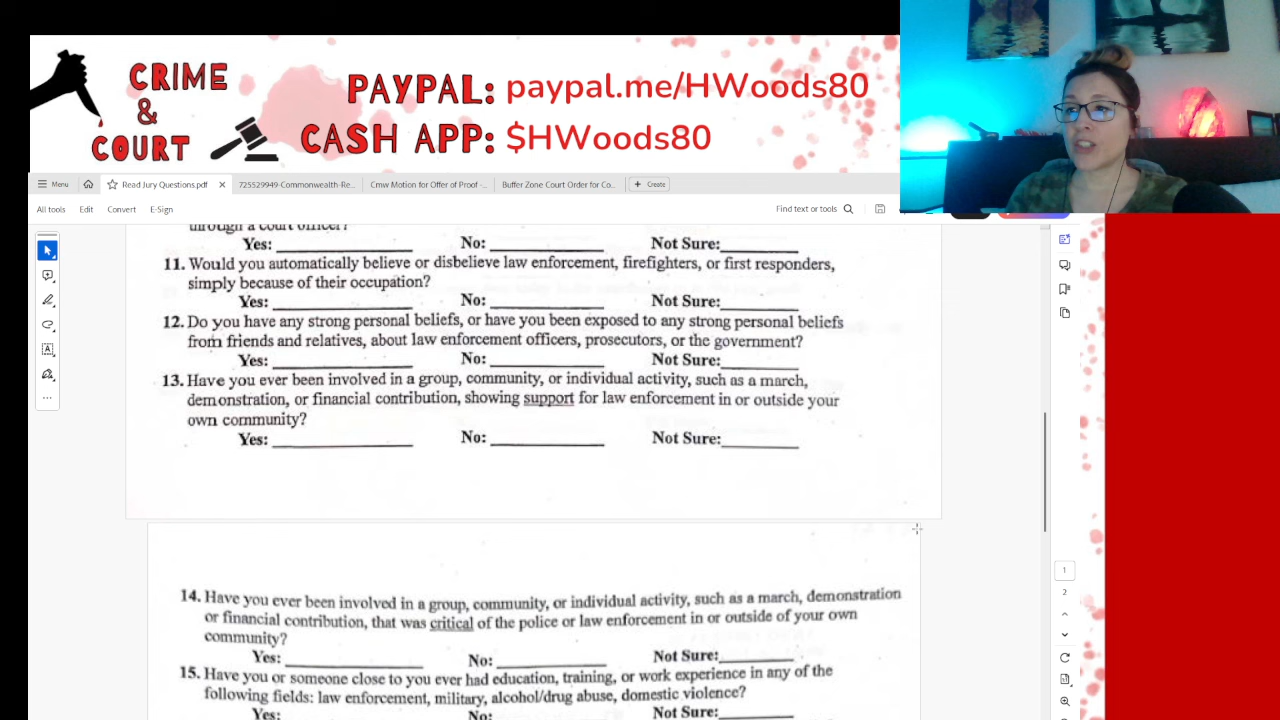 CRIME
&
COURT
PAYPAL: paypal.me/HWoods80
CASH APP: $HWoods80
Menu
Read Jury Questions.pdf
725529949-Commonwealth-Re...
Cmw Motion for Offer of Proof -...
Buffer Zone Court Order for Co...
+ Create
All tools Edit Convert E-Sign
Find text or tools
through a court officer?
Yes: No: Not Sure:
11. Would you automatically believe or disbelieve law enforcement, firefighters, or first responders,
simply because of their occupation?
Yes: No: Not Sure:
12. Do you have any strong personal beliefs, or have you been exposed to any strong personal beliefs
from friends and relatives, about law enforcement officers, prosecutors, or the government?
Yes: No: Not Sure:
13. Have you ever been involved in a group, community, or individual activity, such as a march,
demonstration, or financial contribution, showing support for law enforcement in or outside your
own community?
Yes: No: Not Sure:
14. Have you ever been involved in a group, community, or individual activity, such as a march, demonstration
or financial contribution, that was critical of the police or law enforcement in or outside of your own
community?
Yes: No: Not Sure:
15. Have you or someone close to you ever had education, training, or work experience in any of the
following fields: law enforcement, military, alcohol/drug abuse, domestic violence?
Yes: No: Not Sure:
1
2